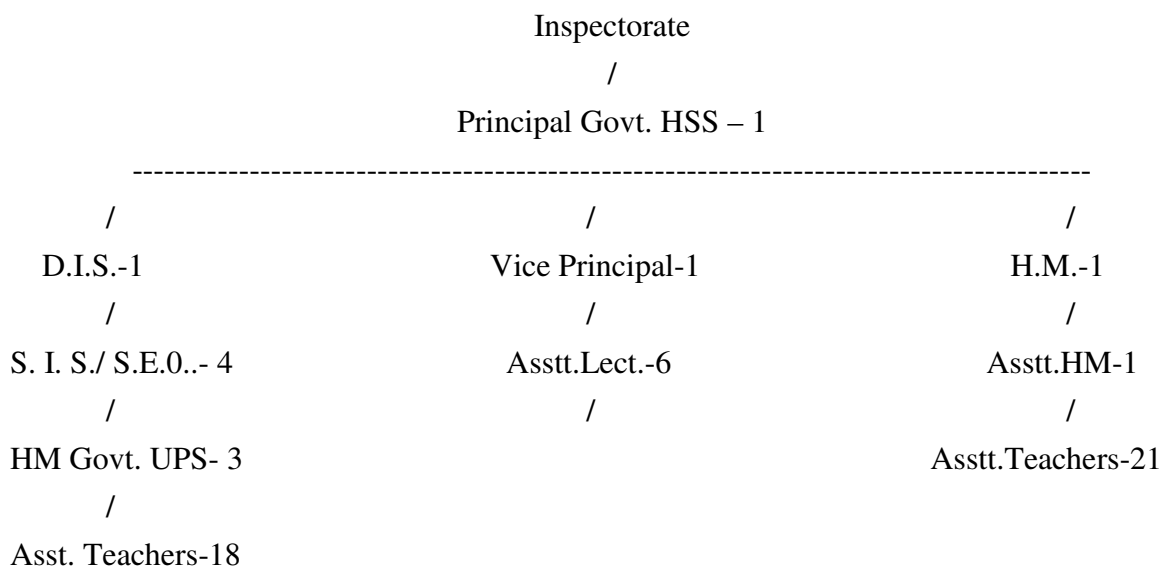 Inspectorate
/
Principal Govt. HSS – 1
-------------------------------------------------------------------------------------------
/ / /
D.I.S.-1 Vice Principal-1 H.M.-1
/ / /
S. I. S./ S.E.0..- 4 Asstt.Lect.-6 Asstt.HM-1
/ / /
HM Govt. UPS- 3 Asstt.Teachers-21
/
Asst. Teachers-18